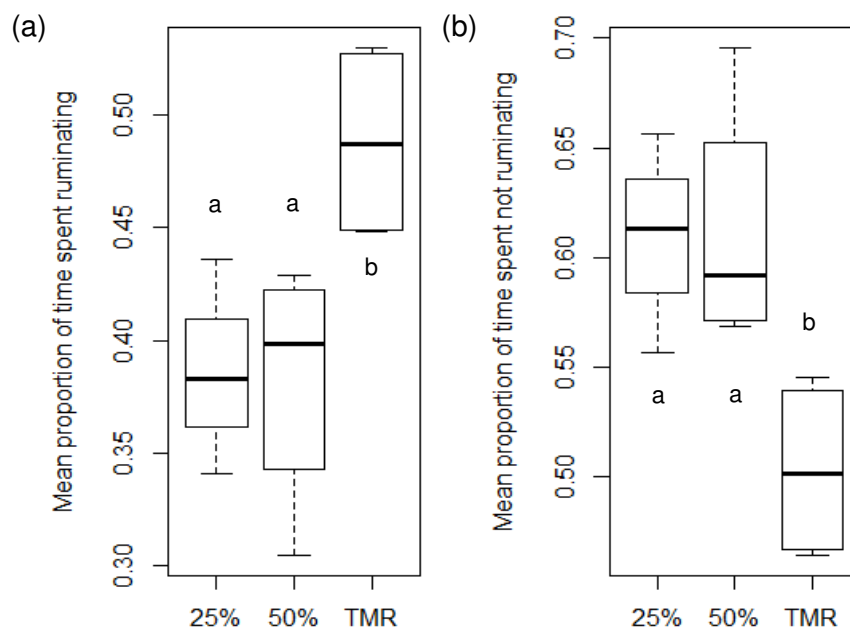 (a)
Mean proportion of time spent ruminating
0.50
0.45
0.40
0.35
0.30
a
a
b
25%
50%
TMR
(b)
Mean proportion of time spent not ruminating
0.70
0.65
0.60
0.55
0.50
a
a
b
25%
50%
TMR